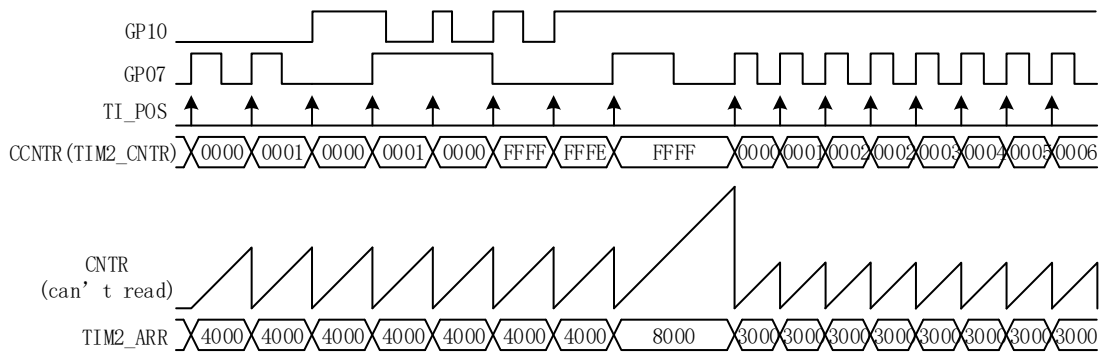 GP10
GP07
TI_POS
CCNTR(TIM2_CNTR) 0000 0001 0000 0001 0000 FFFF FFFE FFFF 0000 0001 0002 0002 0003 0004 0005 0006
CNTR
(can’t read)
TIM2_ARR 4000 4000 4000 4000 4000 4000 4000 8000 3000 3000 3000 3000 3000 3000 3000 3000